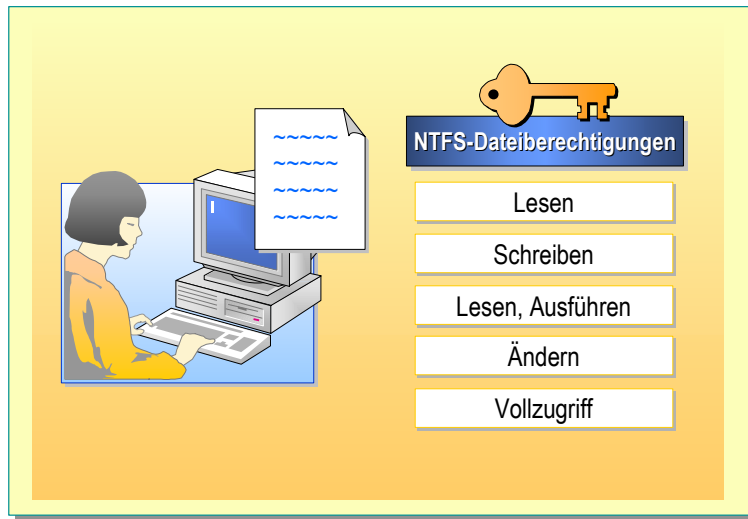 NTFS-Dateiberechtigungen
Lesen
Schreiben
Lesen, Ausführen
Ändern
Vollzugriff